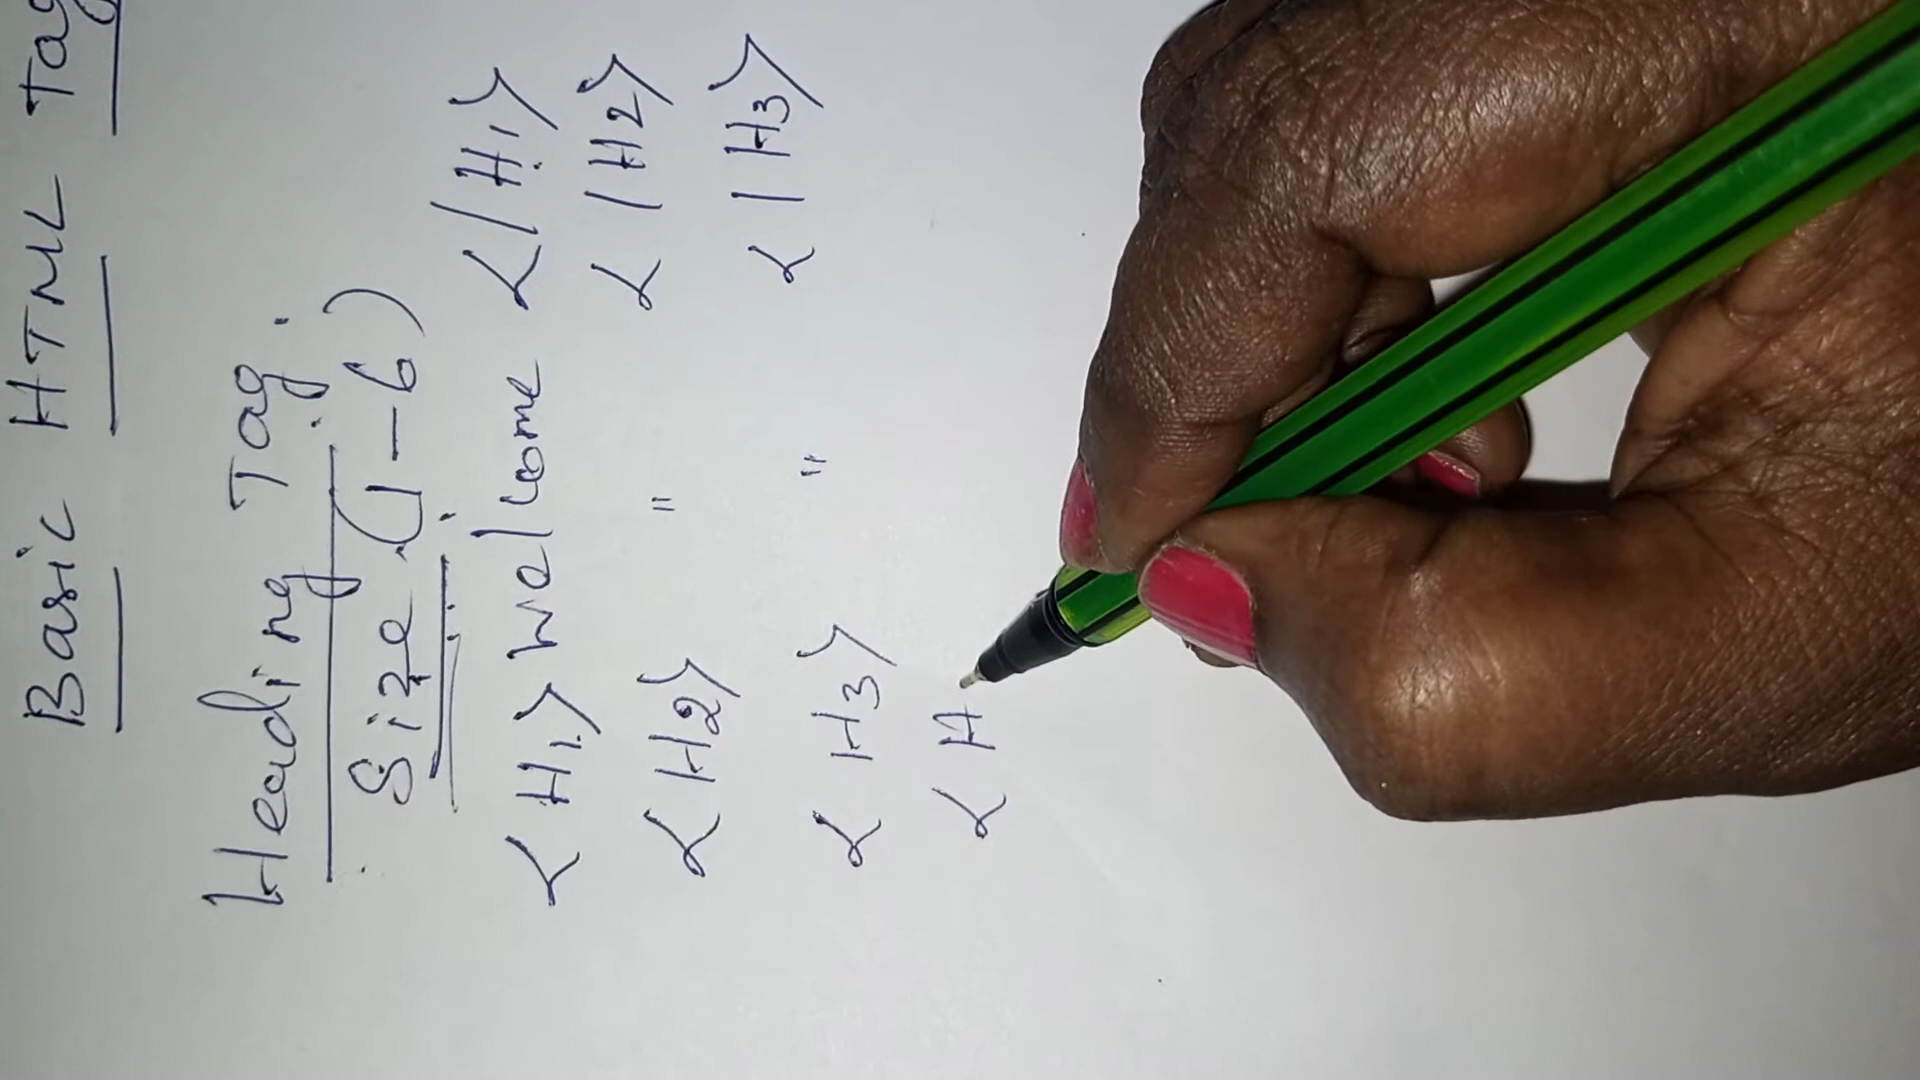 Basic HTML Tag
Heading Tag.
Size (1-6)
<H1> Welcome </H1>
<H2> " </H2>
<H3> " </H3>
<H